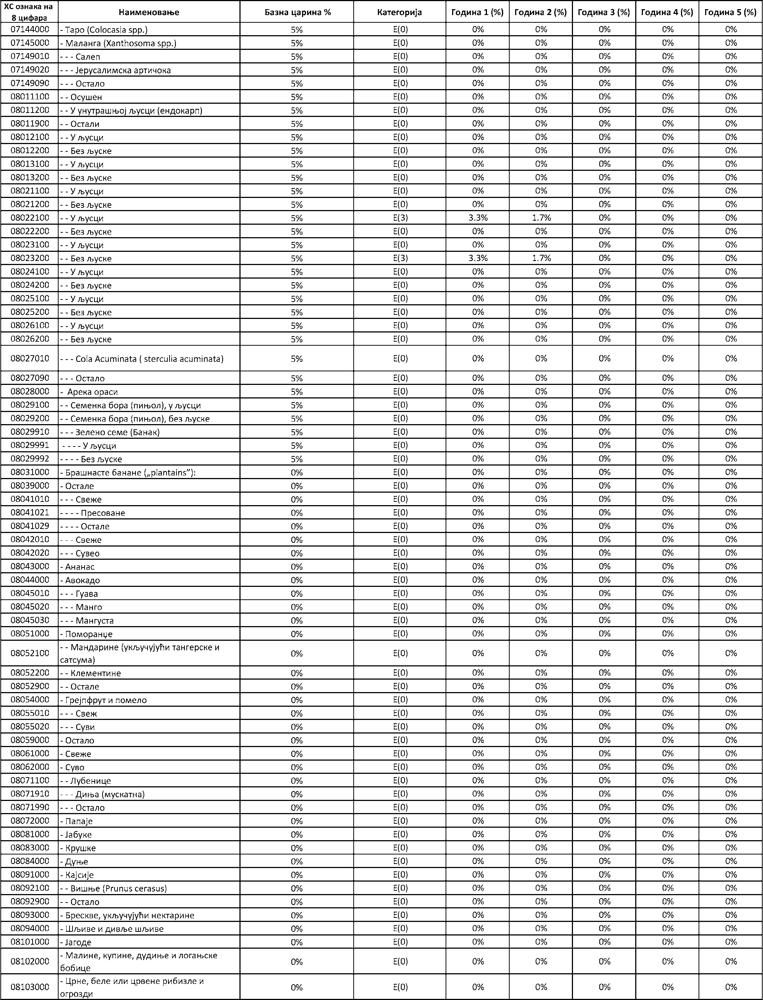 ХС ознака на 8 цифара Наименовање Базна царина % Категорија Година 1 (%) Година 2 (%) Година 3 (%) Година 4 (%) Година 5 (%)
07144000 - Таро (Colocasia spp.) 5% E(0) 0% 0% 0% 0% 0%
07145000 - Маланга (Xanthosoma spp.) 5% E(0) 0% 0% 0% 0% 0%
07149010 - - - Салеп 5% E(0) 0% 0% 0% 0% 0%
07149020 - - - Јерусалимска артичока 5% E(0) 0% 0% 0% 0% 0%
07149090 - - - Остало 5% E(0) 0% 0% 0% 0% 0%
08011100 - - Осушен 5% E(0) 0% 0% 0% 0% 0%
08011200 - - У унутрашњој љусци (ендокарп) 5% E(0) 0% 0% 0% 0% 0%
08011900 - - Остали 5% E(0) 0% 0% 0% 0% 0%
08012100 - - У љусци 5% E(0) 0% 0% 0% 0% 0%
08012200 - - Без љуске 5% E(0) 0% 0% 0% 0% 0%
08013100 - - У љусци 5% E(0) 0% 0% 0% 0% 0%
08013200 - - Без љуске 5% E(0) 0% 0% 0% 0% 0%
08021100 - - У љусци 5% E(0) 0% 0% 0% 0% 0%
08021200 - - Без љуске 5% E(0) 0% 0% 0% 0% 0%
08022100 - - У љусци 5% E(3) 3.3% 1.7% 0% 0% 0%
08022200 - - Без љуске 5% E(0) 0% 0% 0% 0% 0%
08023100 - - У љусци 5% E(0) 0% 0% 0% 0% 0%
08023200 - - Без љуске 5% E(3) 3.3% 1.7% 0% 0% 0%
08024100 - - У љусци 5% E(0) 0% 0% 0% 0% 0%
08024200 - - Без љуске 5% E(0) 0% 0% 0% 0% 0%
08025100 - - У љусци 5% E(0) 0% 0% 0% 0% 0%
08025200 - - Без љуске 5% E(0) 0% 0% 0% 0% 0%
08026100 - - У љусци 5% E(0) 0% 0% 0% 0% 0%
08026200 - - Без љуске 5% E(0) 0% 0% 0% 0% 0%
08027010 - - - Cola Acuminata ( sterculia acuminata) 5% E(0) 0% 0% 0% 0% 0%
08027090 - - - Остало 5% E(0) 0% 0% 0% 0% 0%
08028000 - Арека ораси 5% E(0) 0% 0% 0% 0% 0%
08029100 - - Семенка бора (пињол), у љусци 5% E(0) 0% 0% 0% 0% 0%
08029200 - - Семенка бора (пињол), без љуске 5% E(0) 0% 0% 0% 0% 0%
08029910 - - - Зелено семе (Банак) 5% E(0) 0% 0% 0% 0% 0%
08029991 - - - - У љусци 5% E(0) 0% 0% 0% 0% 0%
08029992 - - - - Без љуске 5% E(0) 0% 0% 0% 0% 0%
08031000 - Брашнасте банане („plantains”): 0% E(0) 0% 0% 0% 0% 0%
08039000 - Остале 0% E(0) 0% 0% 0% 0% 0%
08041010 - - - Свеже 0% E(0) 0% 0% 0% 0% 0%
08041021 - - - - Пресоване 0% E(0) 0% 0% 0% 0% 0%
08041029 - - - - Остале 0% E(0) 0% 0% 0% 0% 0%
08042010 - - - Свеже 0% E(0) 0% 0% 0% 0% 0%
08042020 - - - Сувео 0% E(0) 0% 0% 0% 0% 0%
08043000 - Ананас 0% E(0) 0% 0% 0% 0% 0%
08044000 - Авокадо 0% E(0) 0% 0% 0% 0% 0%
08045010 - - - Гуава 0% E(0) 0% 0% 0% 0% 0%
08045020 - - - Манго 0% E(0) 0% 0% 0% 0% 0%
08045030 - - - Мангуста 0% E(0) 0% 0% 0% 0% 0%
08051000 - Поморанџе 0% E(0) 0% 0% 0% 0% 0%
08052100 - - Мандарине (укључујући тангерске и сатсума) 0% E(0) 0% 0% 0% 0% 0%
08052200 - - Клементине 0% E(0) 0% 0% 0% 0% 0%
08052900 - - Остале 0% E(0) 0% 0% 0% 0% 0%
08054000 - Грејпфрут и помело 0% E(0) 0% 0% 0% 0% 0%
08055010 - - - Свеж 0% E(0) 0% 0% 0% 0% 0%
08055020 - - - Суви 0% E(0) 0% 0% 0% 0% 0%
08059000 - Остало 0% E(0) 0% 0% 0% 0% 0%
08061000 - Свеже 0% E(0) 0% 0% 0% 0% 0%
08062000 - Суво 0% E(0) 0% 0% 0% 0% 0%
08071100 - - Лубенице 0% E(0) 0% 0% 0% 0% 0%
08071910 - - - Диња (мускатна) 0% E(0) 0% 0% 0% 0% 0%
08071990 - - - Остало 0% E(0) 0% 0% 0% 0% 0%
08072000 - Папаје 0% E(0) 0% 0% 0% 0% 0%
08081000 - Јабуке 0% E(0) 0% 0% 0% 0% 0%
08083000 - Крушке 0% E(0) 0% 0% 0% 0% 0%
08084000 - Дуње 0% E(0) 0% 0% 0% 0% 0%
08091000 - Кајсије 0% E(0) 0% 0% 0% 0% 0%
08092100 - - Вишње (Prunus cerasus) 0% E(0) 0% 0% 0% 0% 0%
08092900 - - Остало 0% E(0) 0% 0% 0% 0% 0%
08093000 - Брескве, укључујући нектарине 0% E(0) 0% 0% 0% 0% 0%
08094000 - Шљиве и дивље шљиве 0% E(0) 0% 0% 0% 0% 0%
08101000 - Јагоде 0% E(0) 0% 0% 0% 0% 0%
08102000 - Малине, купине, дудиње и логањске бобице 0% E(0) 0% 0% 0% 0% 0%
08103000 - Црне, беле или црвене рибизле и огрозди 0% E(0) 0% 0% 0% 0% 0%